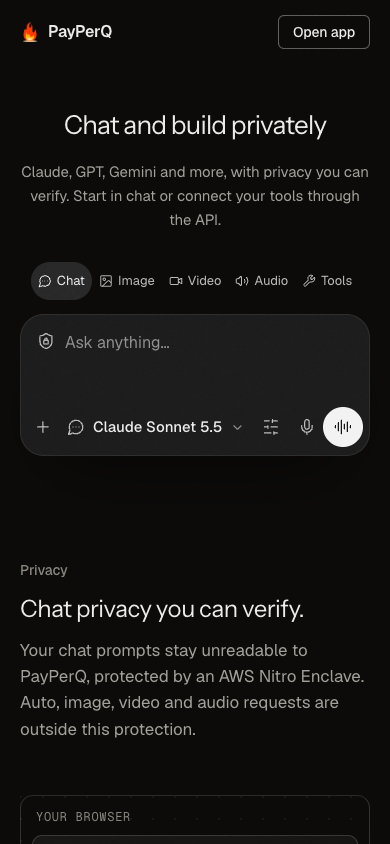 PayPerQ
Open app
Chat and build privately
Claude, GPT, Gemini and more, with privacy you can
verify. Start in chat or connect your tools through
the API.
Chat
Image
Video
Audio
Tools
Ask anything...
Claude Sonnet 5.5
Privacy
Chat privacy you can verify.
Your chat prompts stay unreadable to
PayPerQ, protected by an AWS Nitro Enclave.
Auto, image, video and audio requests are
outside this protection.
YOUR BROWSER